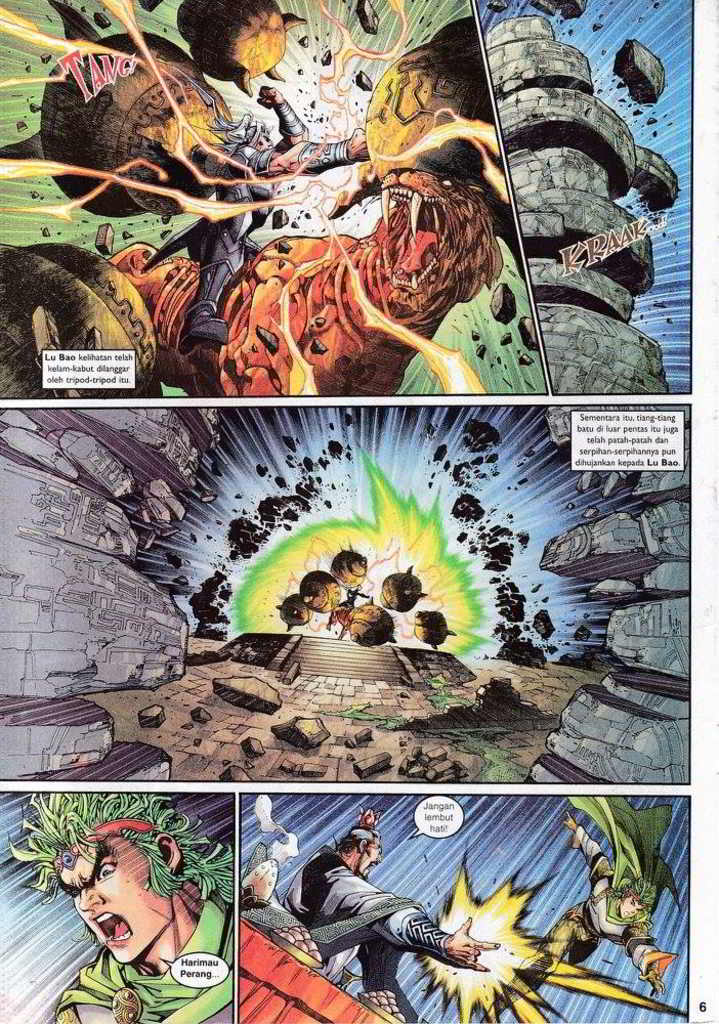 TANG!
KRAAK...
Lu Bao kelihatan telah
kelam-kabut dilanggar
oleh tripod-tripod itu.
Sementara itu, tiang-tiang
batu di luar pentas itu juga
telah patah-patah dan
serpihan-serpihannya pun
dihujankan kepada Lu Bao.
Harimau
Perang...
Jangan
lembut
hati!
6